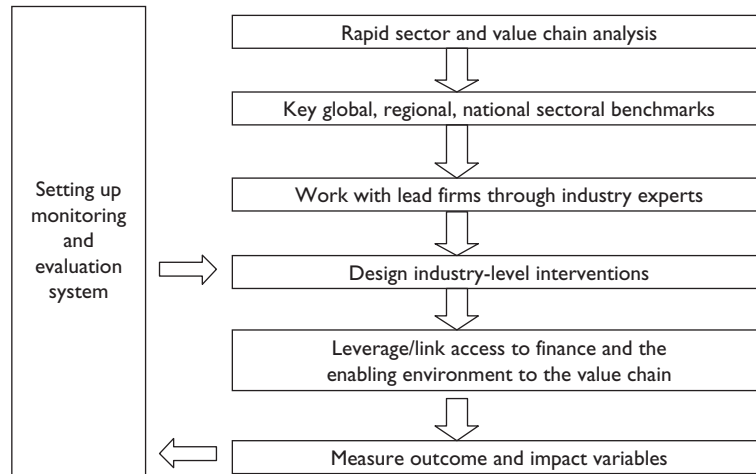 Setting up
monitoring
and
evaluation
system
Rapid sector and value chain analysis
Key global, regional, national sectoral benchmarks
Work with lead firms through industry experts
Design industry-level interventions
Leverage/link access to finance and the
enabling environment to the value chain
Measure outcome and impact variables